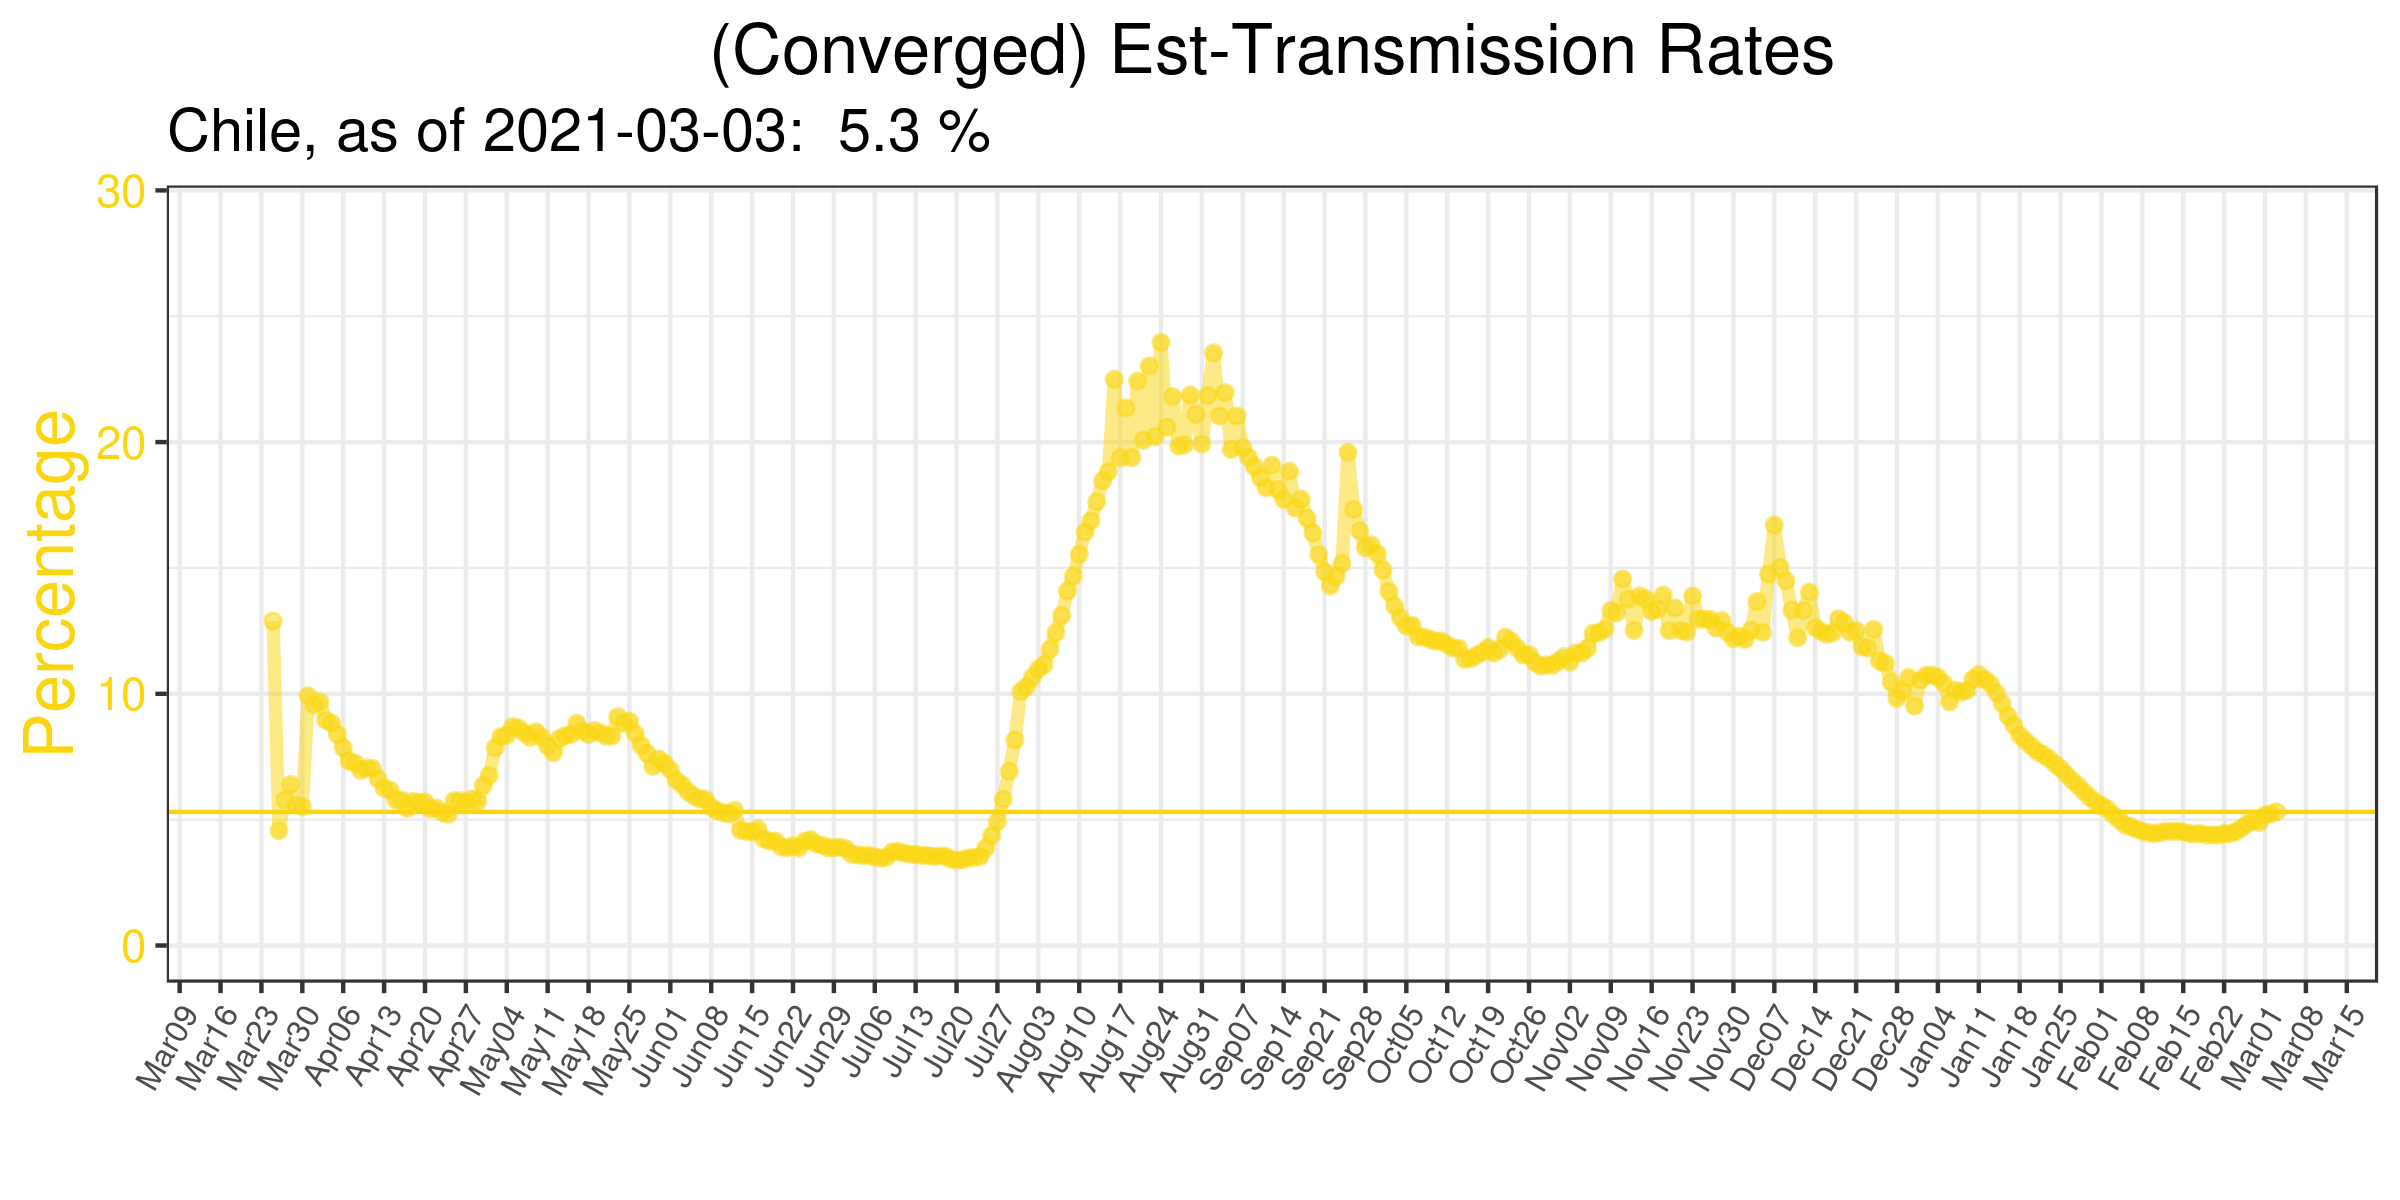 (Converged) Est-Transmission Rates
Chile, as of 2021-03-03:  5.3 %
Percentage
30
20
10
0
Mar09
Mar16
Mar23
Mar30
Apr06
Apr13
Apr20
Apr27
May04
May11
May18
May25
Jun01
Jun08
Jun15
Jun22
Jun29
Jul06
Jul13
Jul20
Jul27
Aug03
Aug10
Aug17
Aug24
Aug31
Sep07
Sep14
Sep21
Sep28
Oct05
Oct12
Oct19
Oct26
Nov02
Nov09
Nov16
Nov23
Nov30
Dec07
Dec14
Dec21
Dec28
Jan04
Jan11
Jan18
Jan25
Feb01
Feb08
Feb15
Feb22
Mar01
Mar08
Mar15